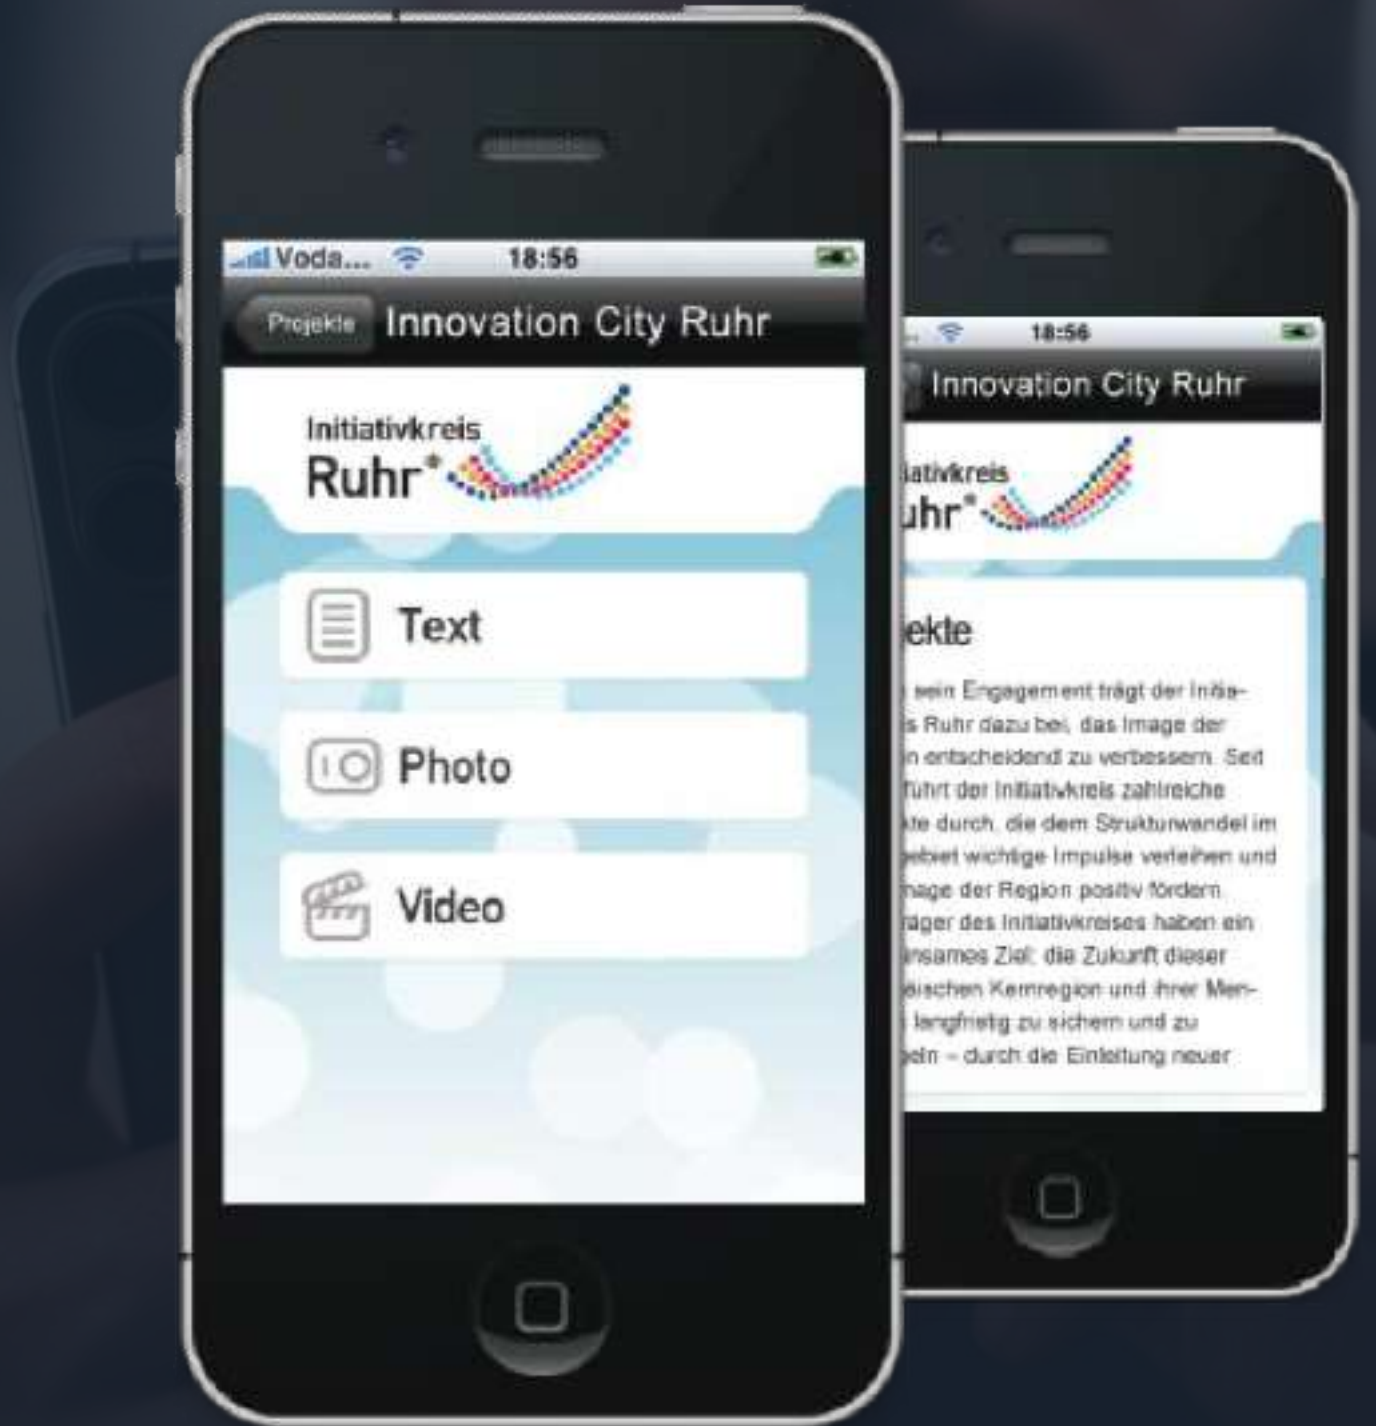 Voda... 18:56
Projekte Innovation City Ruhr
Initiativkreis
Ruhr®
Text
Photo
Video
18:56
Innovation City Ruhr
iativkreis
uhr®
ekte
sein Engagement trägt der Initia-
s Ruhr dazu bei, das Image der
n entscheidend zu verbessern. Seit
führt der Initiativkreis zahlreiche
kte durch, die dem Strukturwandel im
gebiet wichtige Impulse verleihen und
mage der Region positiv fördern.
räger des Initiativkreises haben ein
insames Ziel: die Zukunft dieser
äischen Kernregion und ihrer Men-
langfristig zu sichern und zu
geln – durch die Einleitung neuer